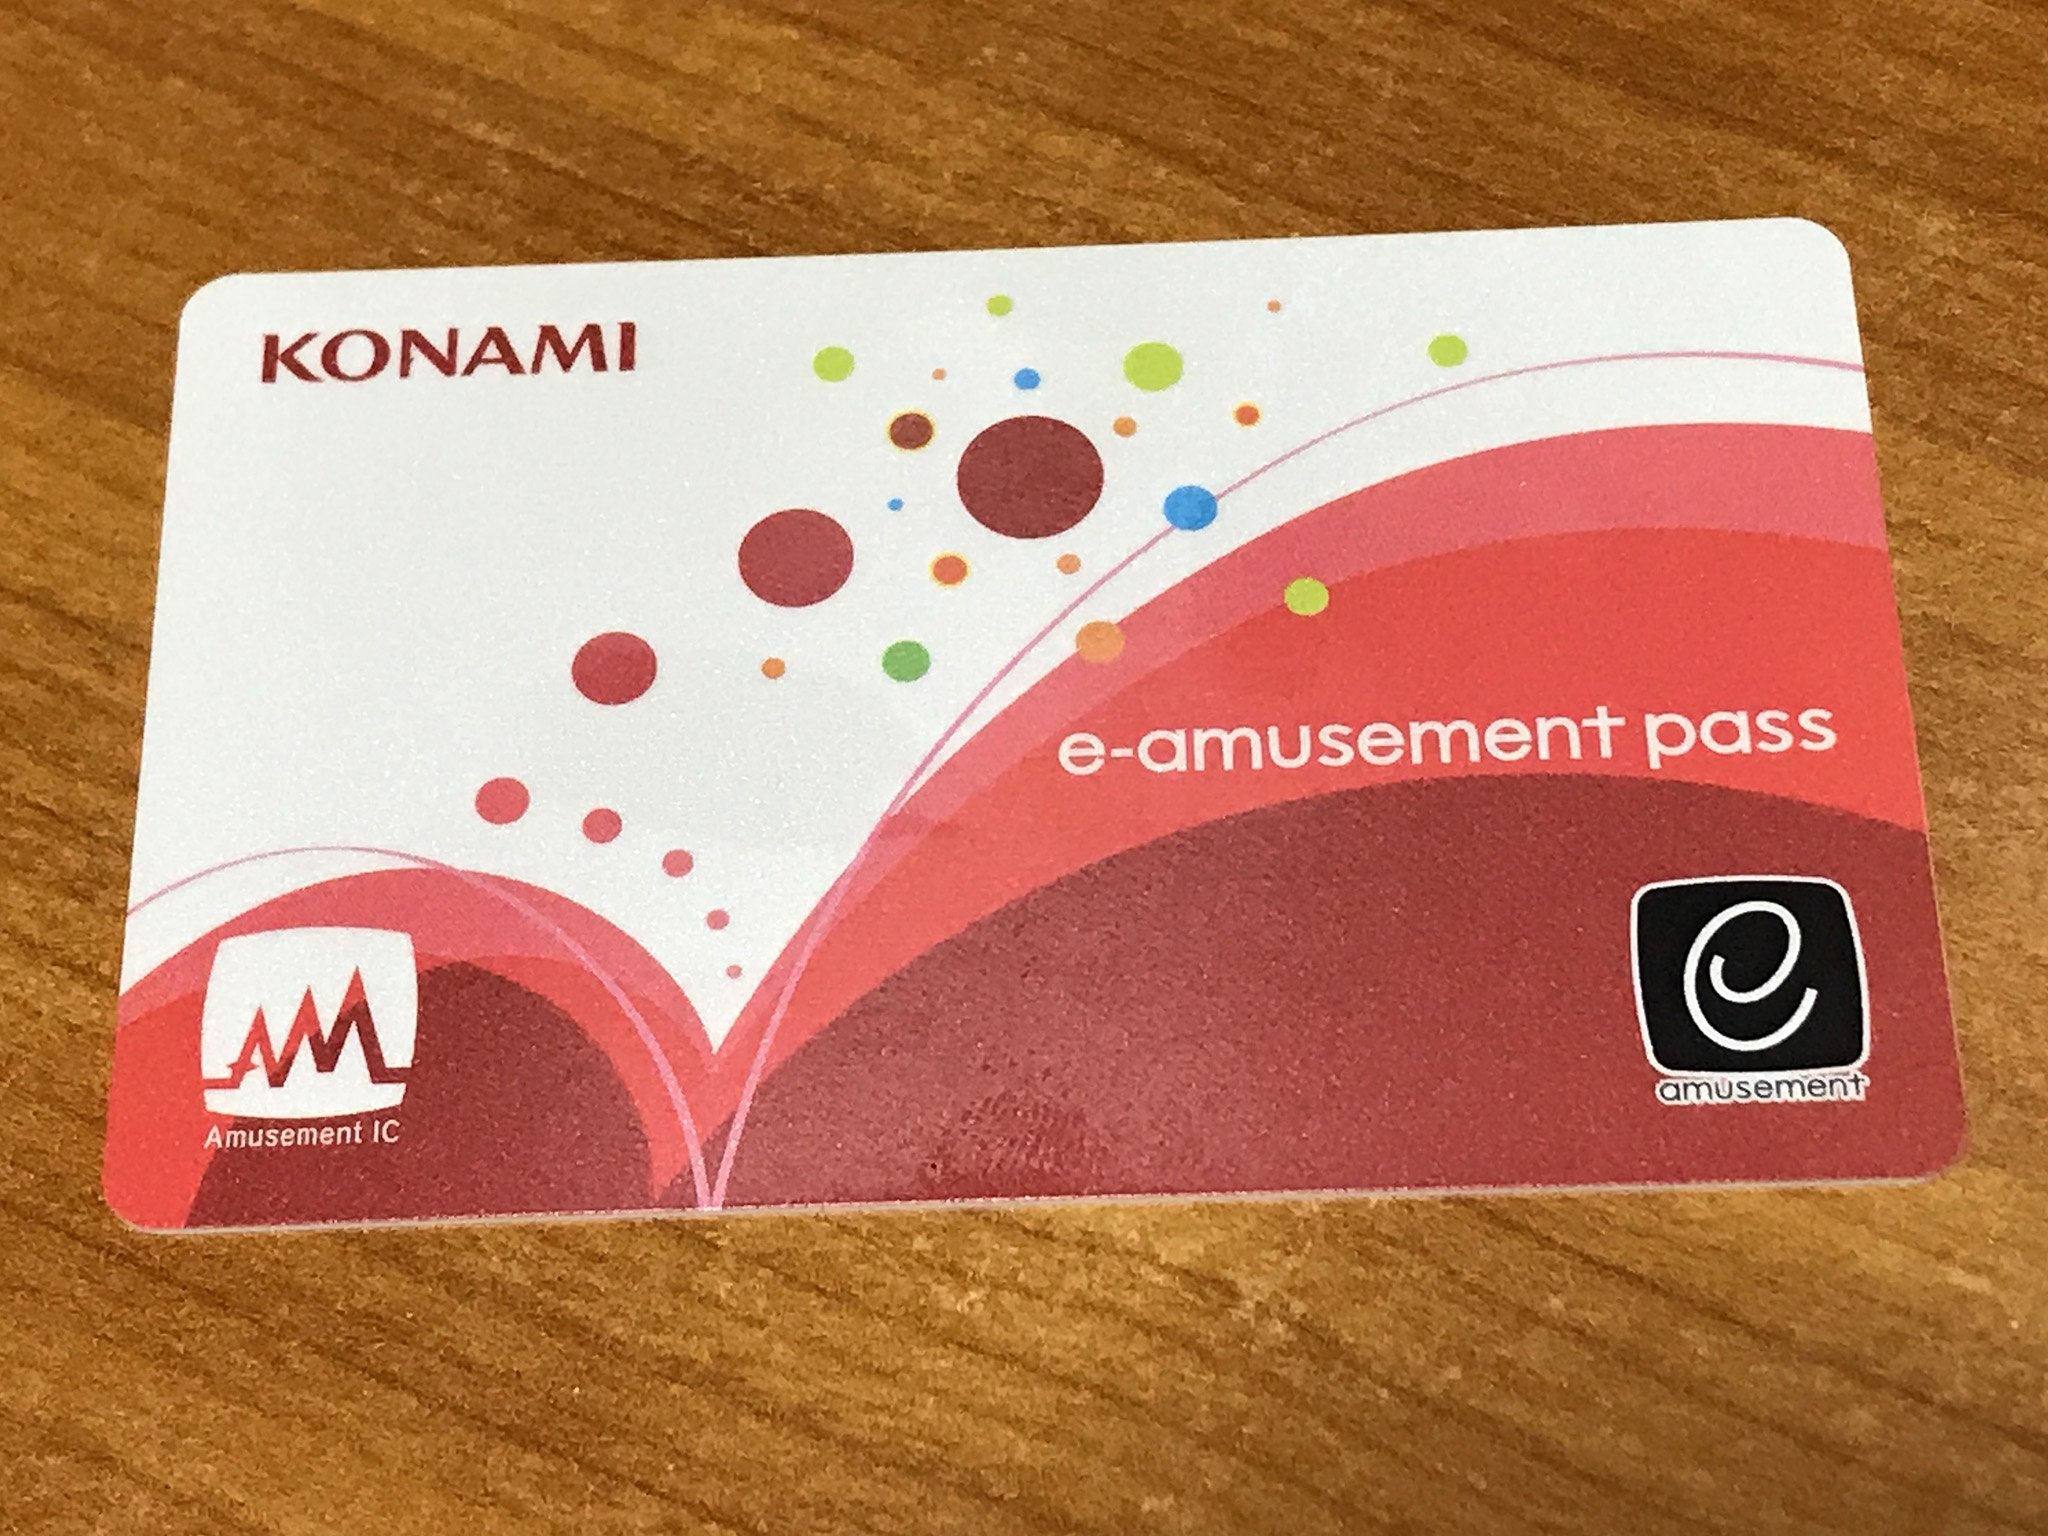 KONAMI
e-amusement pass
Amusement IC
e
amusement